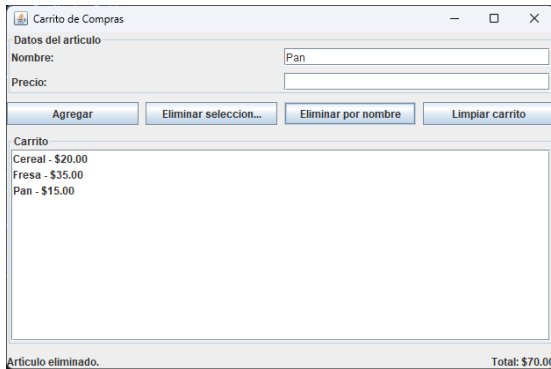 Carrito de Compras
Datos del artículo
Nombre: Pan
Precio:
Agregar Eliminar seleccion... Eliminar por nombre Limpiar carrito
Carrito
Cereal - $20.00
Fresa - $35.00
Pan - $15.00
Artículo eliminado. Total: $70.00